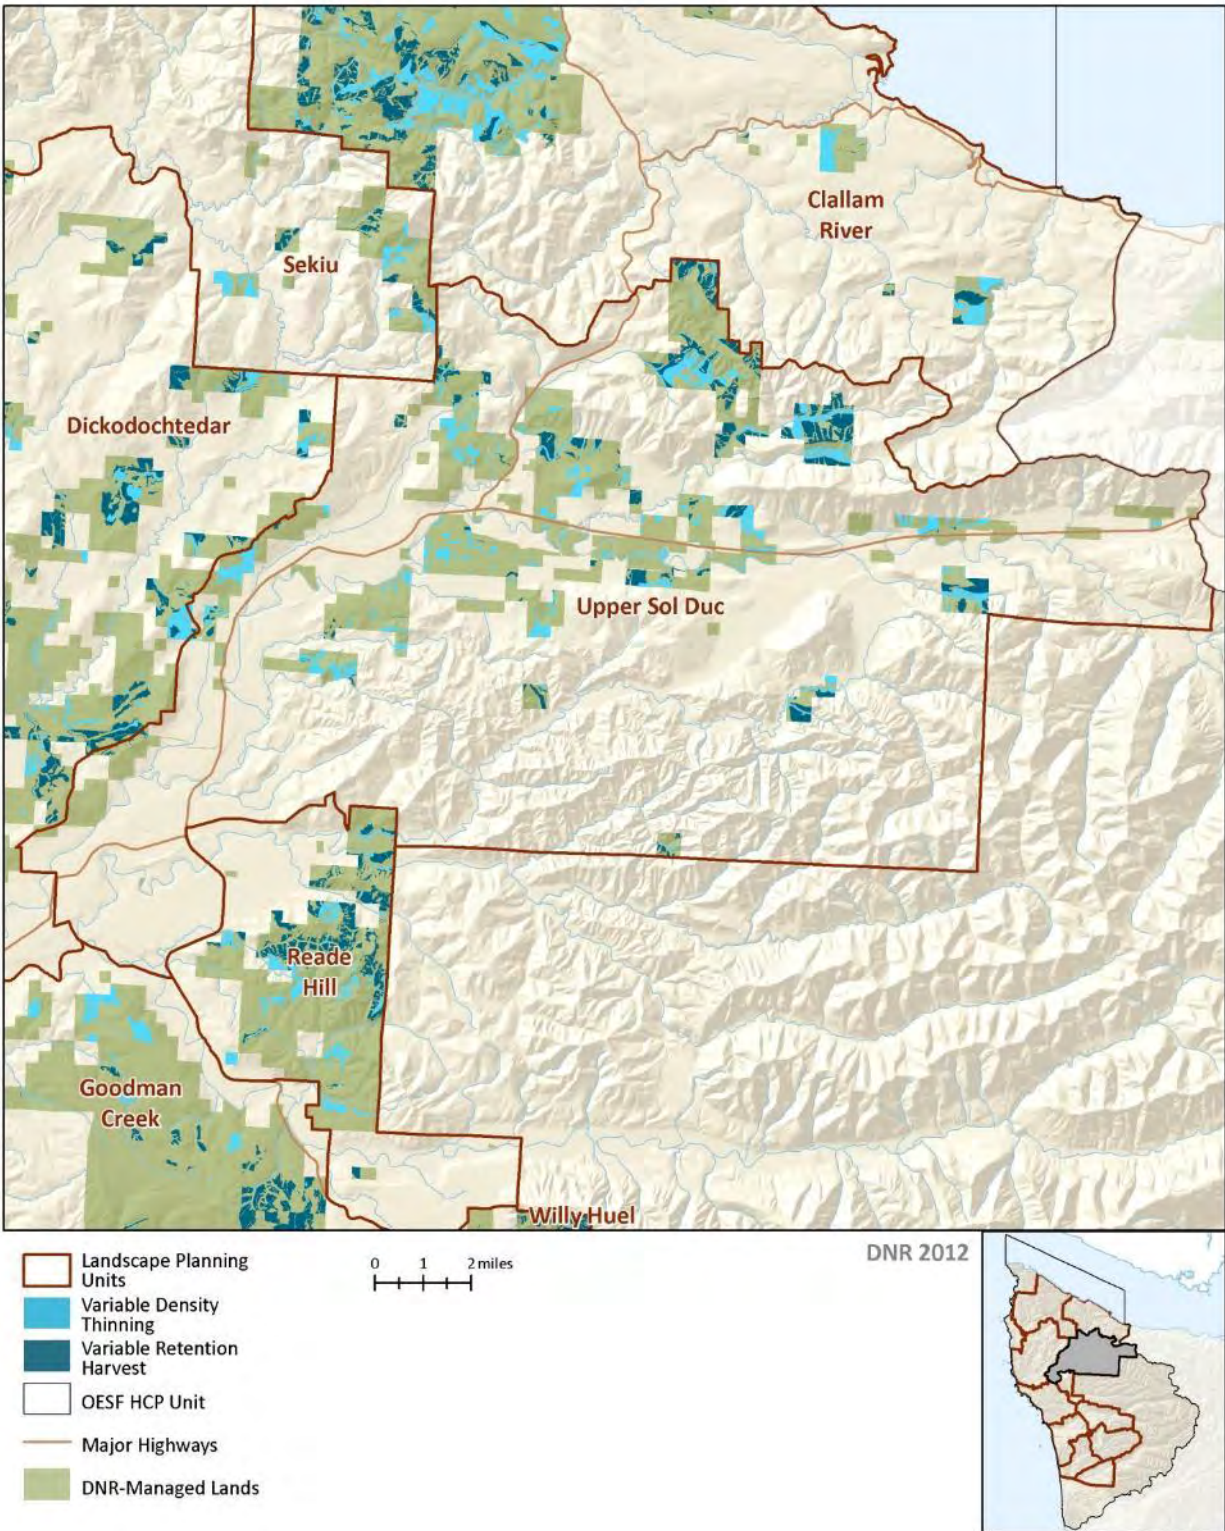 Clallam
River
Sekiu
Dickodochtedar
Upper Sol Duc
Reade
Hill
Goodman
Creek
Willy Huel
Landscape Planning
Units
Variable Density
Thinning
Variable Retention
Harvest
OESF HCP Unit
Major Highways
DNR-Managed Lands
0 1 2 miles
DNR 2012